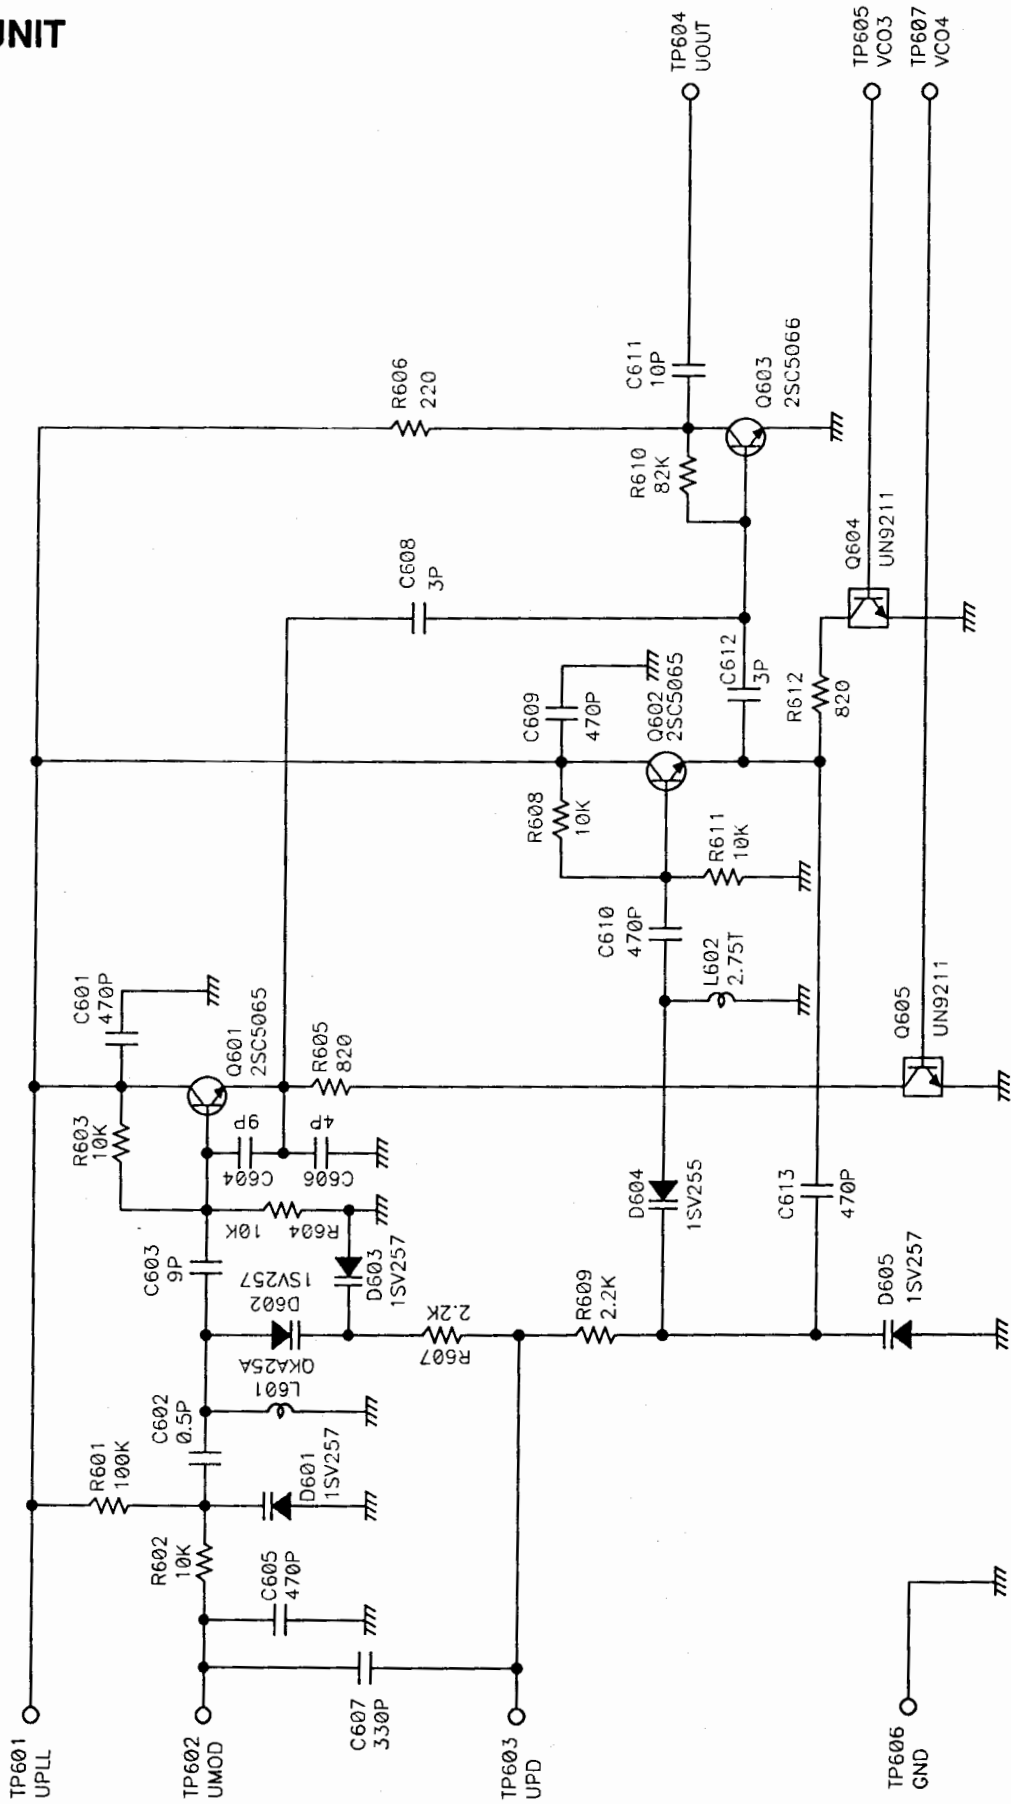 UNIT
TP601
UPLL
TP602
UMOD
TP603
UPD
TP606
GND
C607
330P
C605
470P
R602
10K
R601
100K
D601
1SV257
C602
0.5P
L601
QKA25A
D602
1SV257
C603
9P
R607
2.2K
D603
1SV257
R604
10K
R603
10K
C604
9P
C606
4P
C601
470P
Q601
2SC5065
R605
820
R609
2.2K
D604
1SV255
D605
1SV257
C613
470P
L602
2.75T
C610
470P
R611
10K
R608
10K
C609
470P
Q602
2SC5065
C612
3P
R612
820
C608
3P
R606
220
R610
82K
C611
10P
Q603
2SC5066
Q604
UN9211
Q605
UN9211
TP604
UOUT
TP605
VCO3
TP607
VCO4